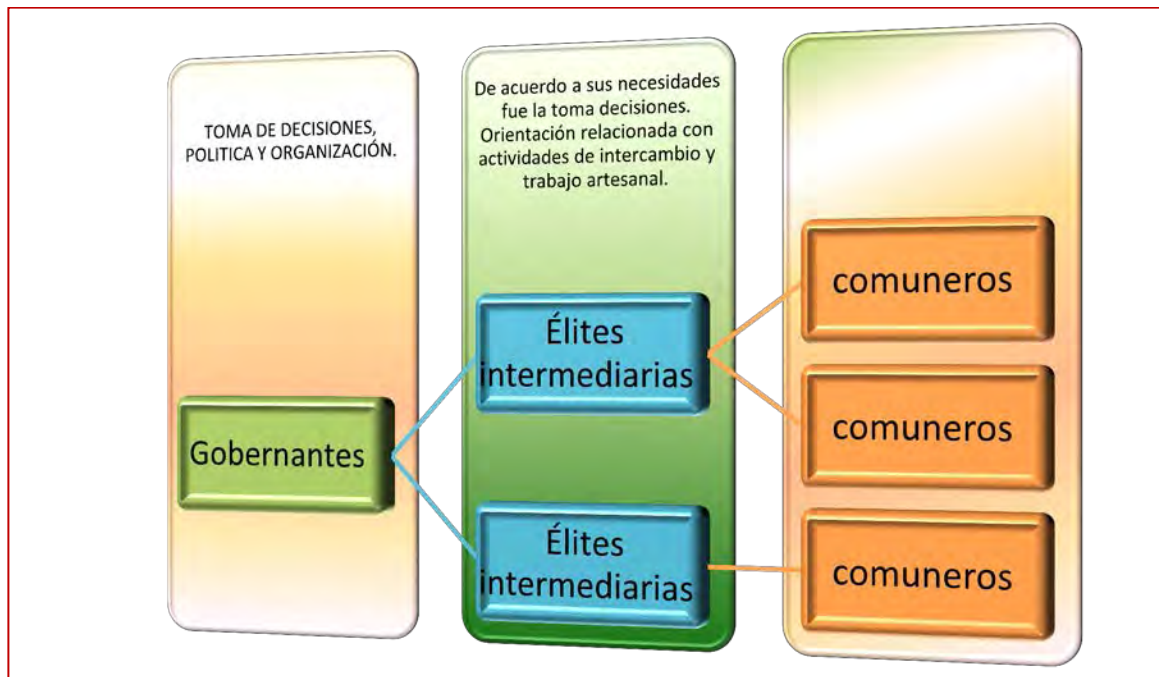 TOMA DE DECISIONES,
POLITICA Y ORGANIZACIÓN.
De acuerdo a sus necesidades
fue la toma decisiones.
Orientación relacionada con
actividades de intercambio y
trabajo artesanal.
Gobernantes
Élites
intermediarias
Élites
intermediarias
comuneros
comuneros
comuneros